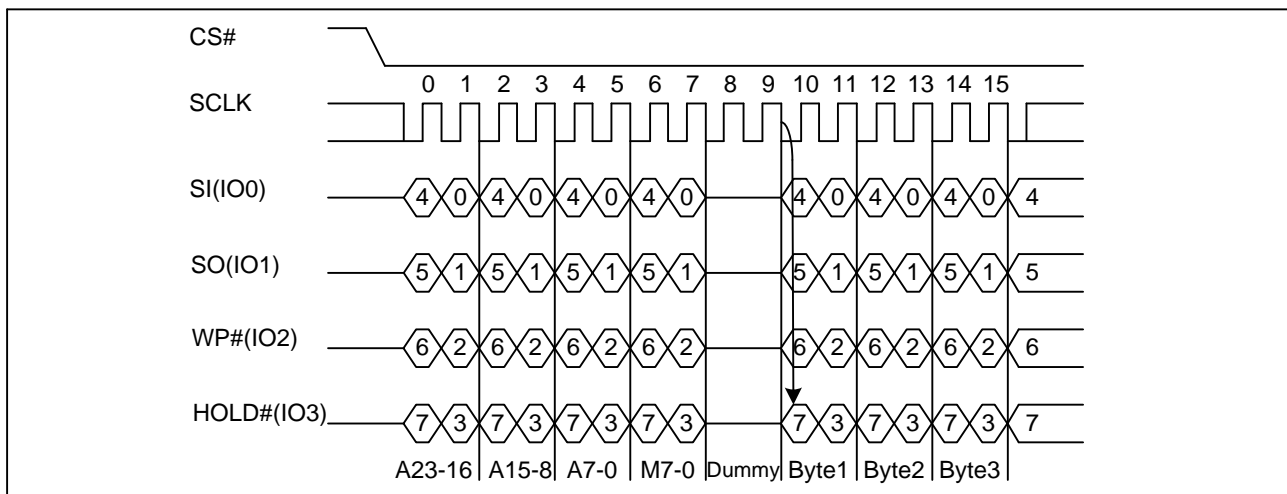 CS#
0 1 2 3 4 5 6 7 8 9 10 11 12 13 14 15
SCLK
SI(IO0) 4 0 4 0 4 0 4 0 4 0 4 0 4 0 4
SO(IO1) 5 1 5 1 5 1 5 1 5 1 5 1 5 1 5
WP#(IO2) 6 2 6 2 6 2 6 2 6 2 6 2 6 2 6
HOLD#(IO3) 7 3 7 3 7 3 7 3 7 3 7 3 7 3 7
A23-16 A15-8 A7-0 M7-0 Dummy Byte1 Byte2 Byte3